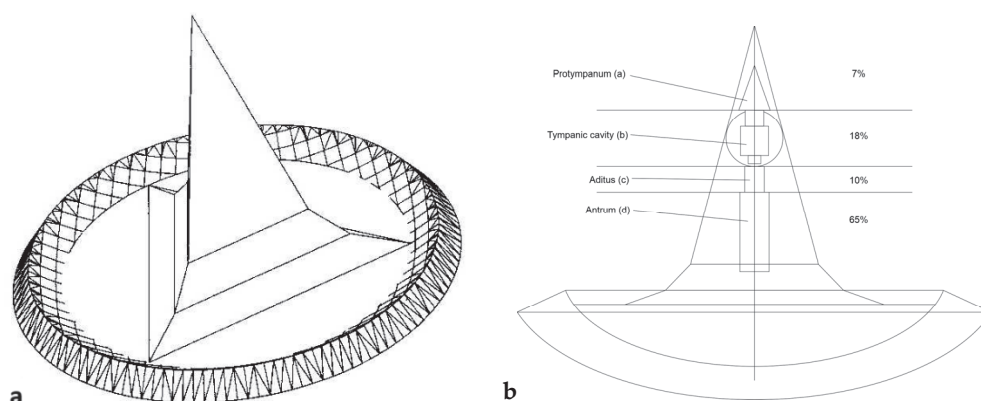 Protympanum (a)
7%
Tympanic cavity (b)
18%
Aditus (c)
10%
Antrum (d)
65%
a
b